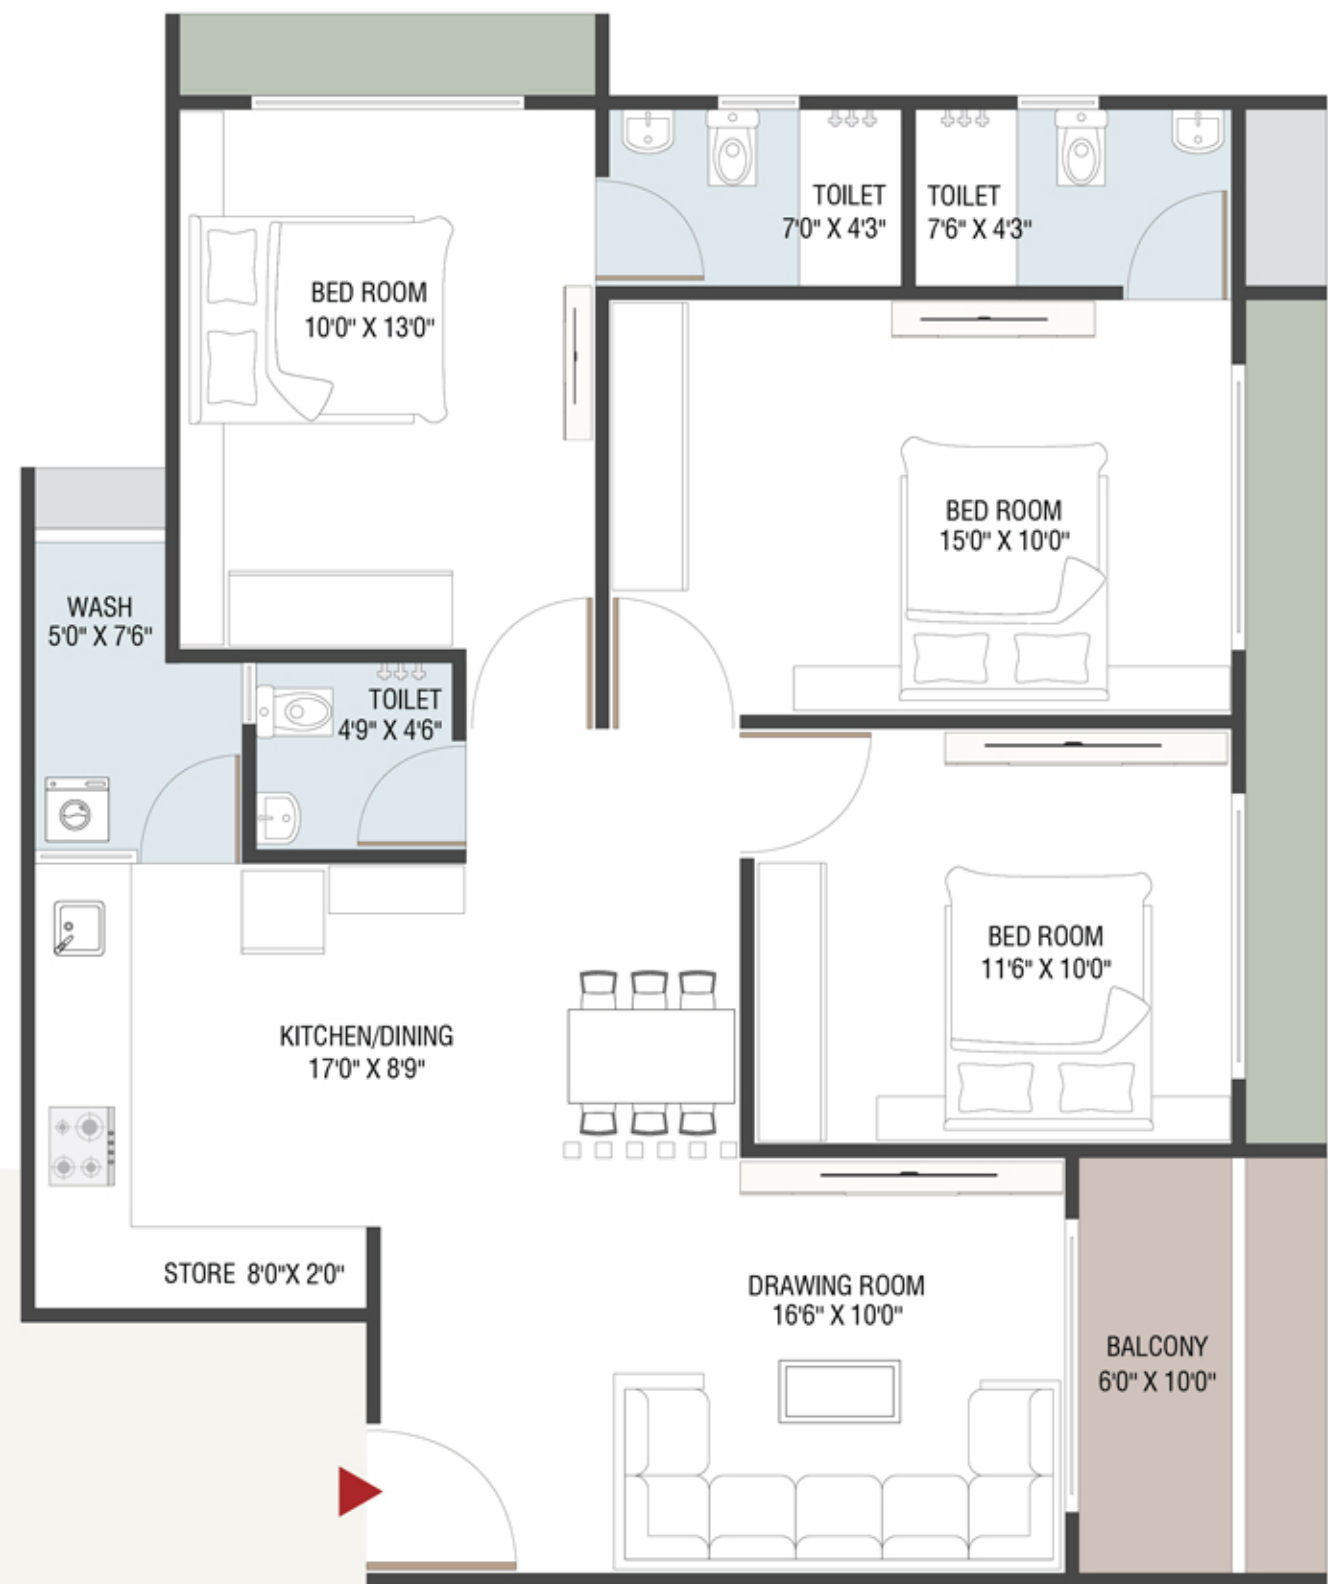 TOILET
7'0" X 4'3"
TOILET
7'6" X 4'3"
BED ROOM
10'0" X 13'0"
BED ROOM
15'0" X 10'0"
WASH
5'0" X 7'6"
TOILET
4'9" X 4'6"
BED ROOM
11'6" X 10'0"
KITCHEN/DINING
17'0" X 8'9"
STORE 8'0"X 2'0"
DRAWING ROOM
16'6" X 10'0"
BALCONY
6'0" X 10'0"